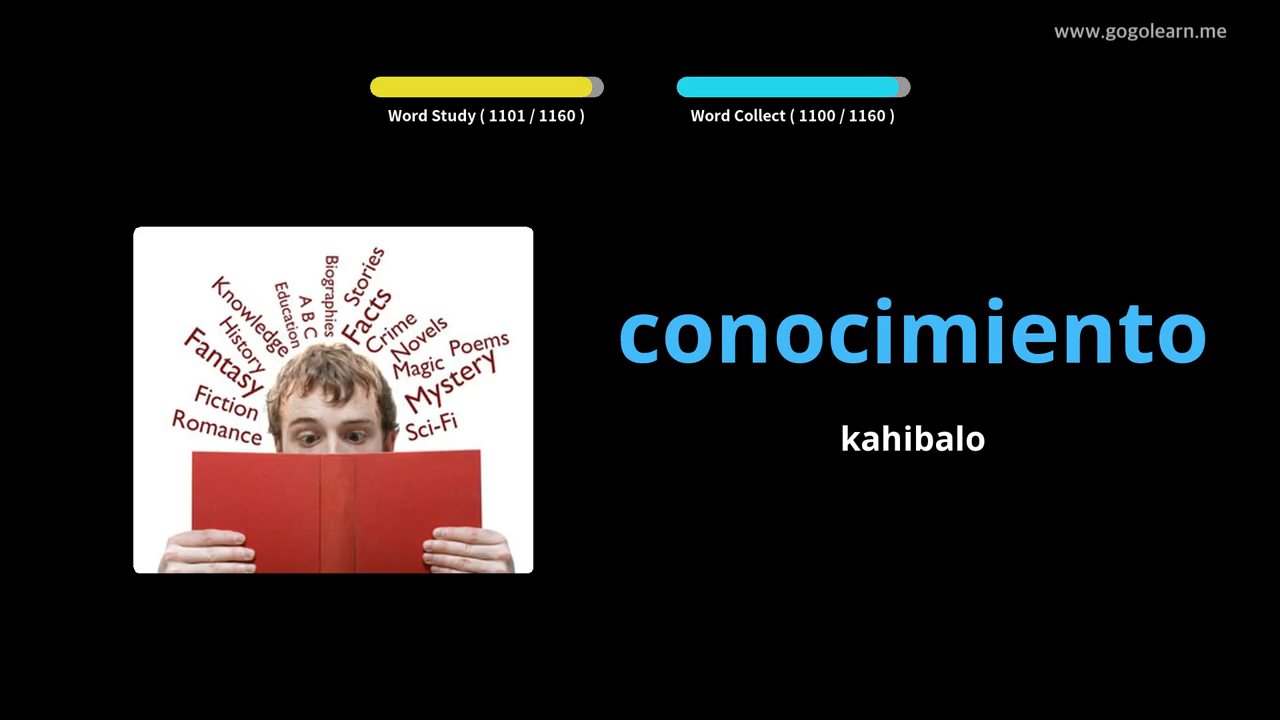 www.gogolearn.me
Word Study ( 1101 / 1160 )
Word Collect ( 1100 / 1160 )
Biographies
Stories
Education
A B C
Facts
Knowledge
Crime
History
Novels
Fantasy
Magic
Poems
Mystery
Fiction
Romance
Sci-Fi
conocimiento
kahibalo